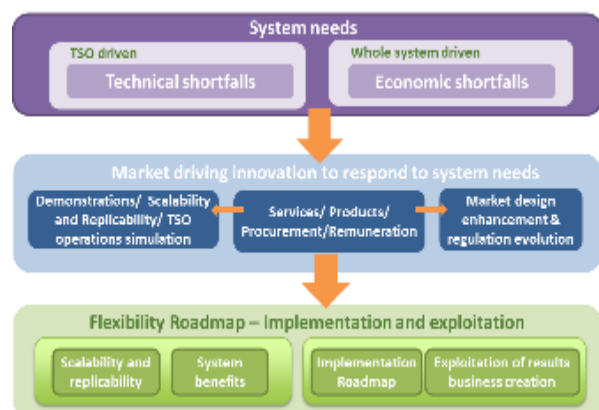 System needs
TSO driven
Technical shortfalls
Whole system driven
Economic shortfalls
Market driving innovation to respond to system needs
Demonstrations/ Scalability
and Replicability/ TSO
operations simulation
Services/ Products/
Procurement/Remuneration
Market design
enhancement &
regulation evolution
Flexibility Roadmap – Implementation and exploitation
Scalability and
replicability
System
benefits
Implementation
Roadmap
Exploitation of results
business creation